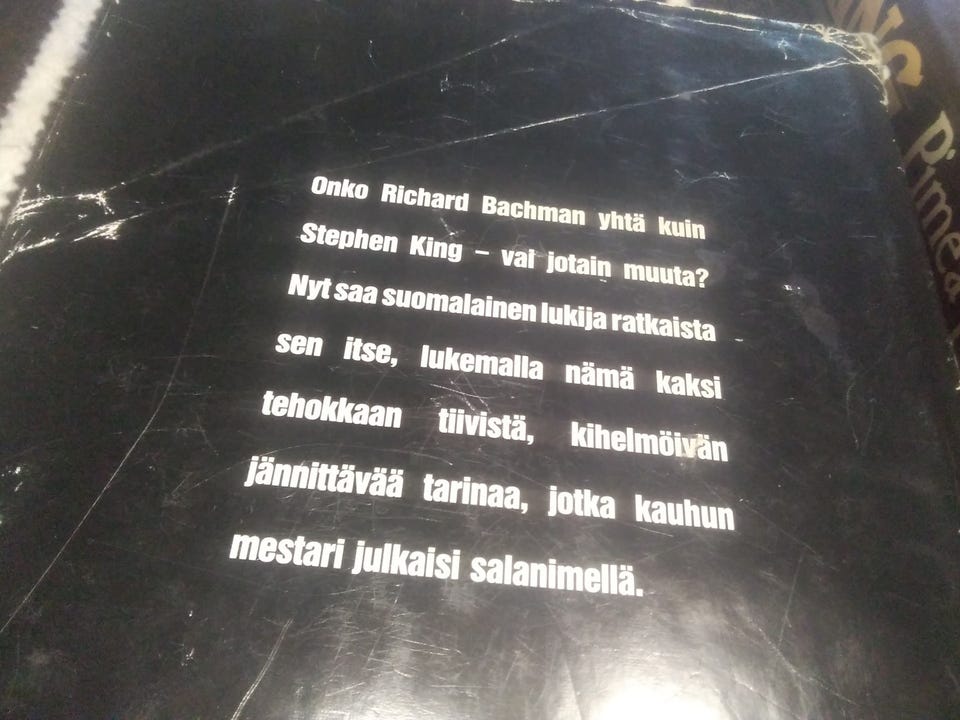 Onko Richard Bachman yhtä kuin
Stephen King – vai jotain muuta?
Nyt saa suomalainen lukija ratkaista
sen itse, lukemalla nämä kaksi
tehokkaan tiivistä, kihelmöivän
jännittävää tarinaa, jotka kauhun
mestari julkaisi salanimellä.